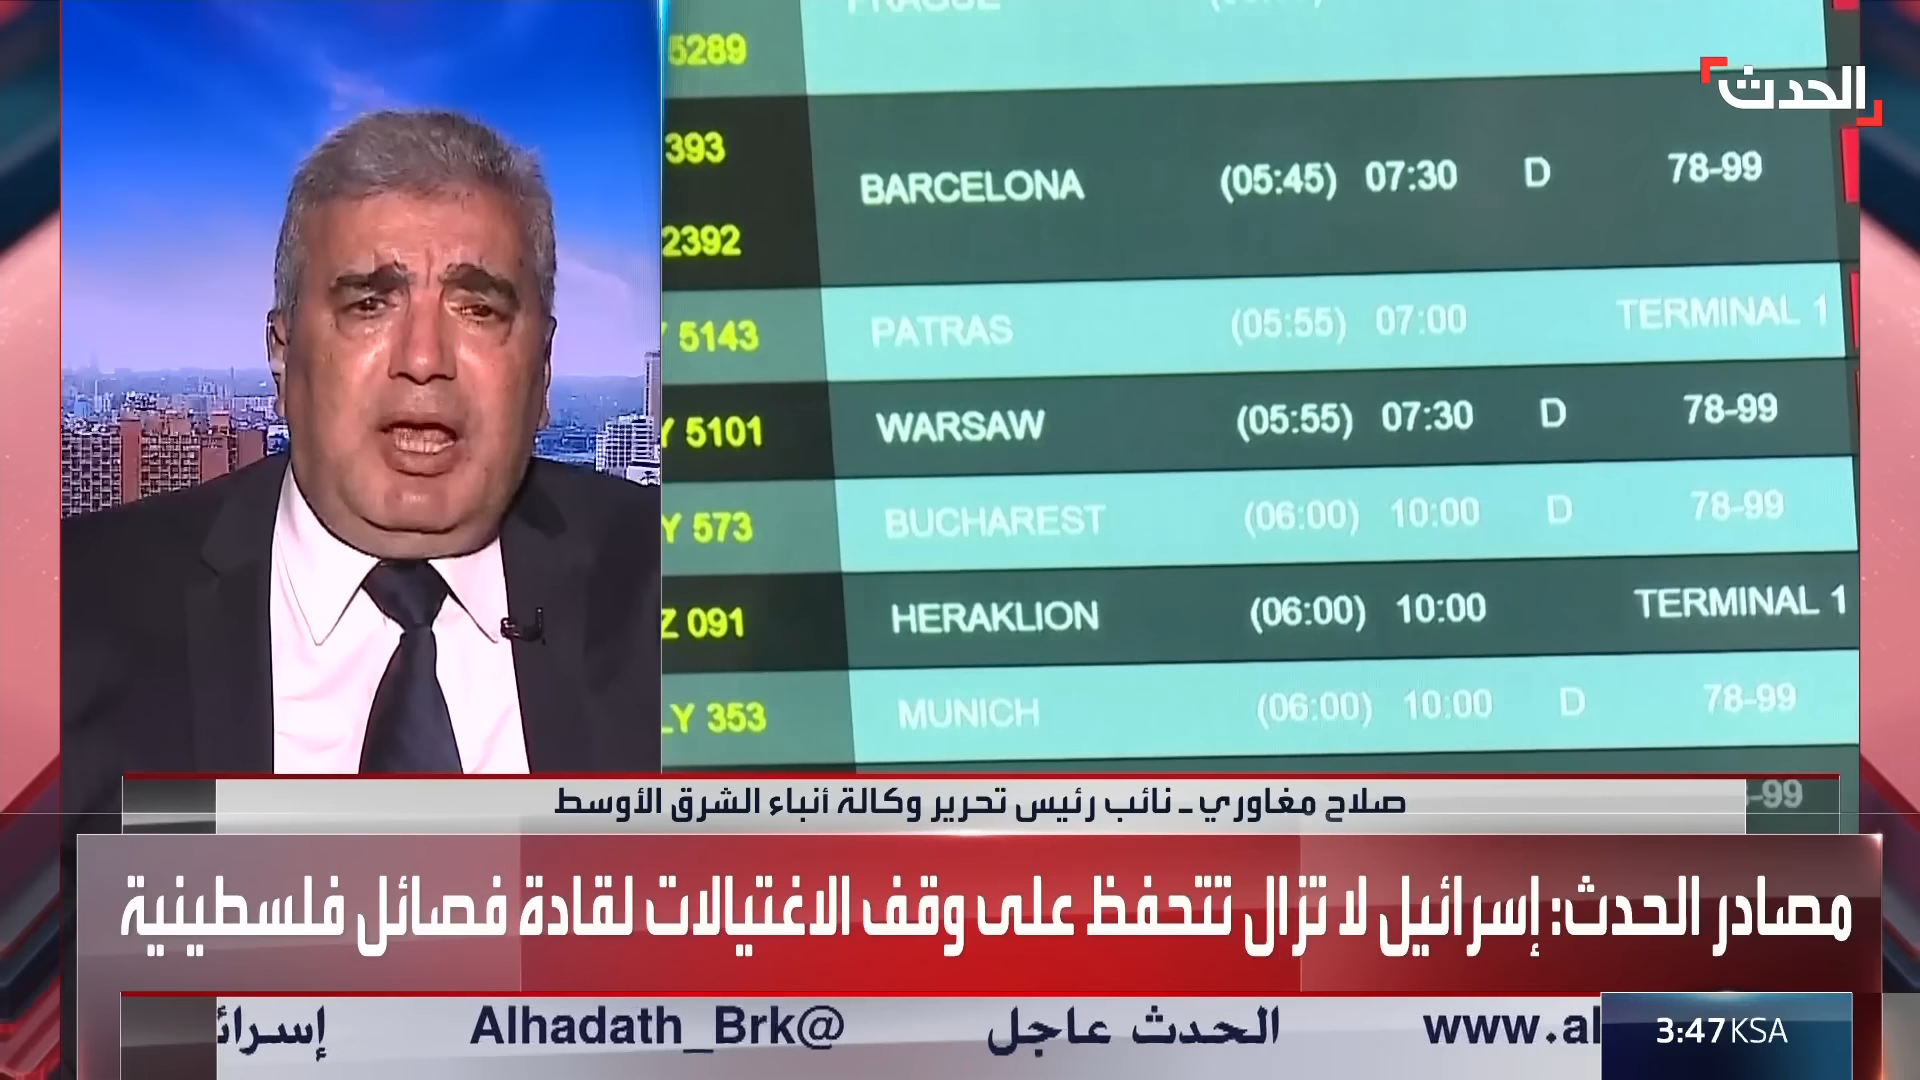 PRAGUE
5289
الحدث
393
BARCELONA (05:45) 07:30 D 78-99
2392
5143 PATRAS (05:55) 07:00 TERMINAL 1
Y 5101 WARSAW (05:55) 07:30 D 78-99
Y 573 BUCHAREST (06:00) 10:00 D 78-99
Z 091 HERAKLION (06:00) 10:00 TERMINAL 1
LY 353 MUNICH (06:00) 10:00 D 78-99
-99
صلاح مغاوري - نائب رئيس تحرير وكالة أنباء الشرق الأوسط
مصادر الحدث: إسرائيل لا تزال تتحفظ على وقف الاغتيالات لقادة فصائل فلسطينية
www.al الحدث عاجل Alhadath_Brk@ إسرائ
3:47 KSA